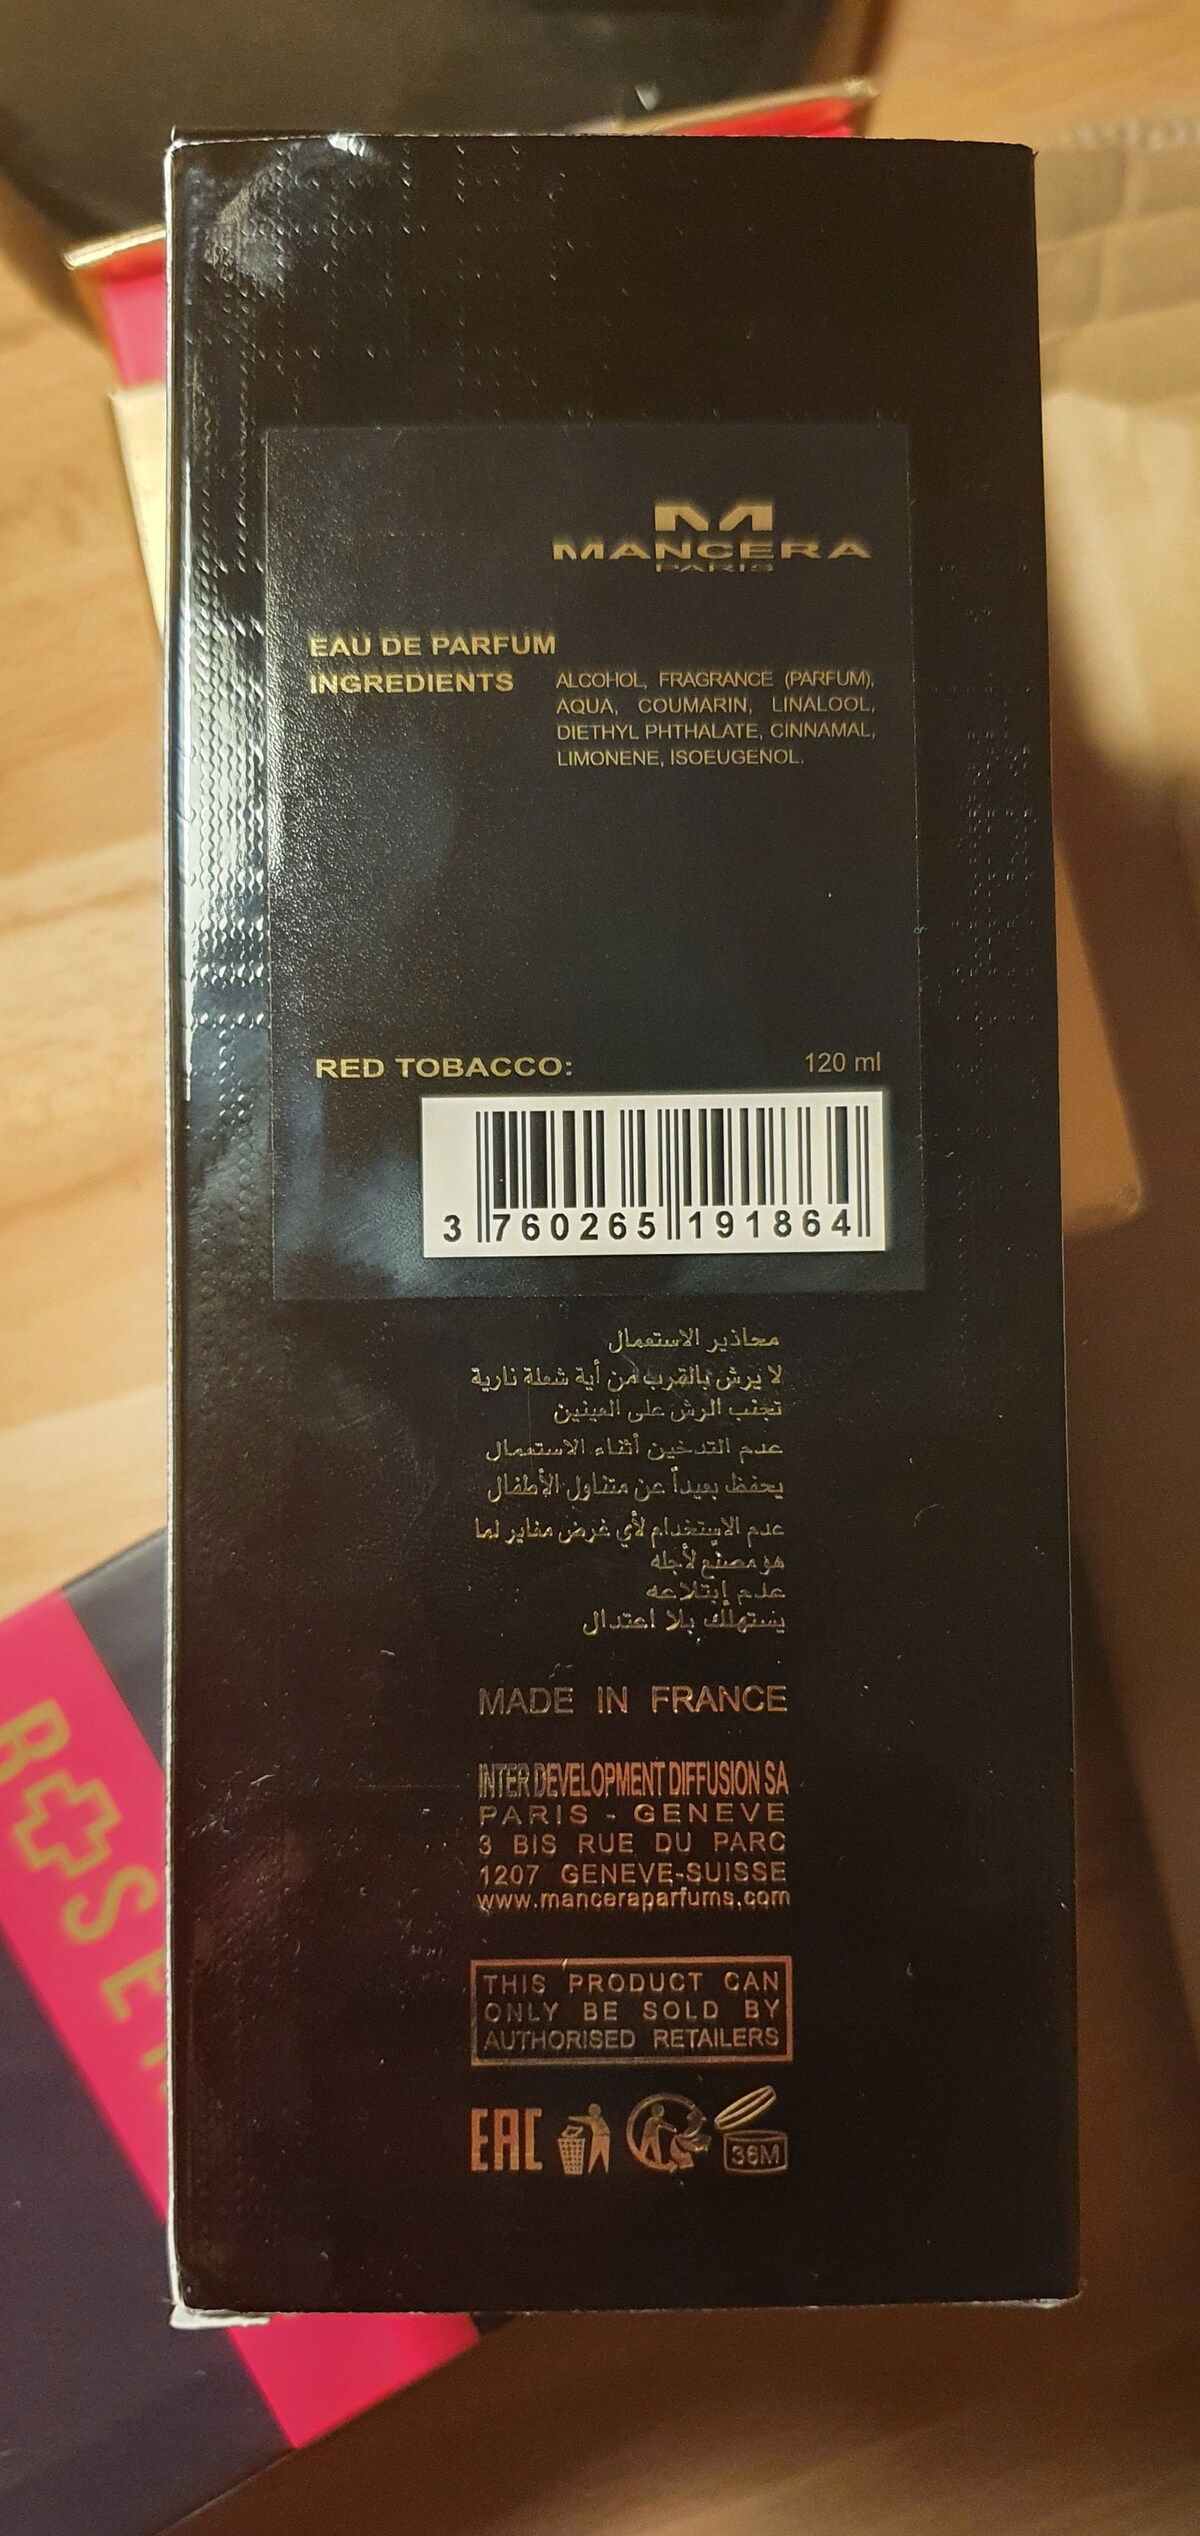 M
MANCERA
PARIS
EAU DE PARFUM
INGREDIENTS
ALCOHOL, FRAGRANCE (PARFUM),
AQUA, COUMARIN, LINALOOL,
DIETHYL PHTHALATE, CINNAMAL,
LIMONENE, ISOEUGENOL.
RED TOBACCO:
120 ml
3 760265 191864
محاذير الاستعمال
لا يرش بالقرب من أية شعلة نارية
تجنب الرش على العينين
عدم التدخين أثناء الاستعمال
يحفظ بعيداً عن متناول الأطفال
عدم الاستخدام لأي غرض مغاير لما
هو مصنع لأجله
عدم إبتلاعه
يستهلك بلا اعتدال
MADE IN FRANCE
INTER DEVELOPMENT DIFFUSION SA
PARIS - GENEVE
3 BIS RUE DU PARC
1207 GENEVE-SUISSE
www.manceraparfums.com
THIS PRODUCT CAN
ONLY BE SOLD BY
AUTHORISED RETAILERS
EAC
36M